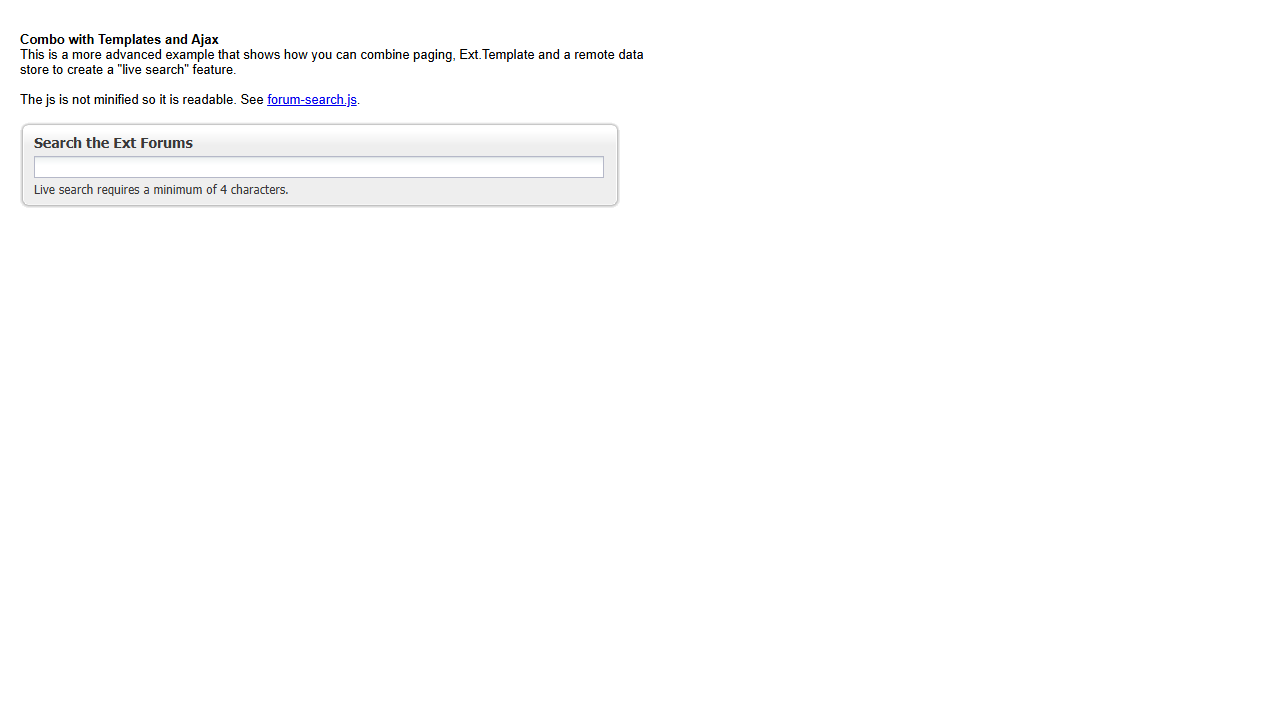 Combo with Templates and Ajax
This is a more advanced example that shows how you can combine paging, Ext.Template and a remote data
store to create a "live search" feature.
The js is not minified so it is readable. See forum-search.js.
Search the Ext Forums
Live search requires a minimum of 4 characters.